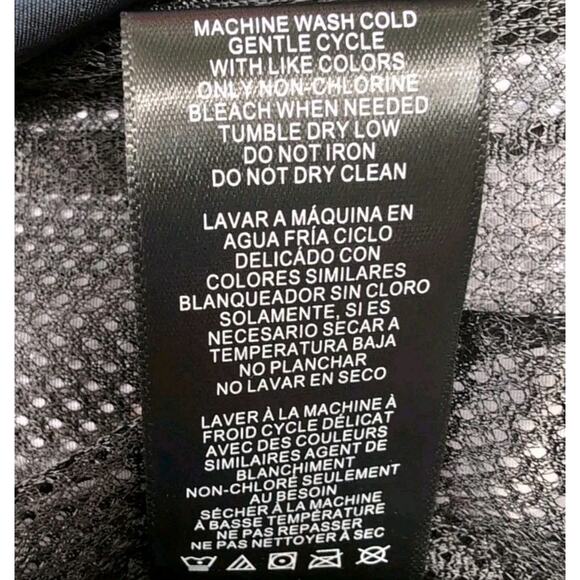 MACHINE WASH COLD
GENTLE CYCLE
WITH LIKE COLORS
ONLY NON-CHLORINE
BLEACH WHEN NEEDED
TUMBLE DRY LOW
DO NOT IRON
DO NOT DRY CLEAN
LAVAR A MÁQUINA EN
AGUA FRÍA CICLO
DELICÁDO CON
COLORES SIMILARES
BLANQUEADOR SIN CLORO
SOLAMENTE, SI ES
NECESARIO SECAR A
TEMPERATURA BAJA
NO PLANCHAR
NO LAVAR EN SECO
LAVER À LA MACHINE À
FROID CYCLE DÉLICAT
AVEC DES COULEURS
SIMILAIRES AGENT DE
BLANCHIMENT
NON-CHLORÉ SEULEMENT
AU BESOIN
SÉCHER À LA MACHINE
À BASSE TEMPÉRATURE
NE PAS REPASSER
NE PAS NETTOYER À SEC